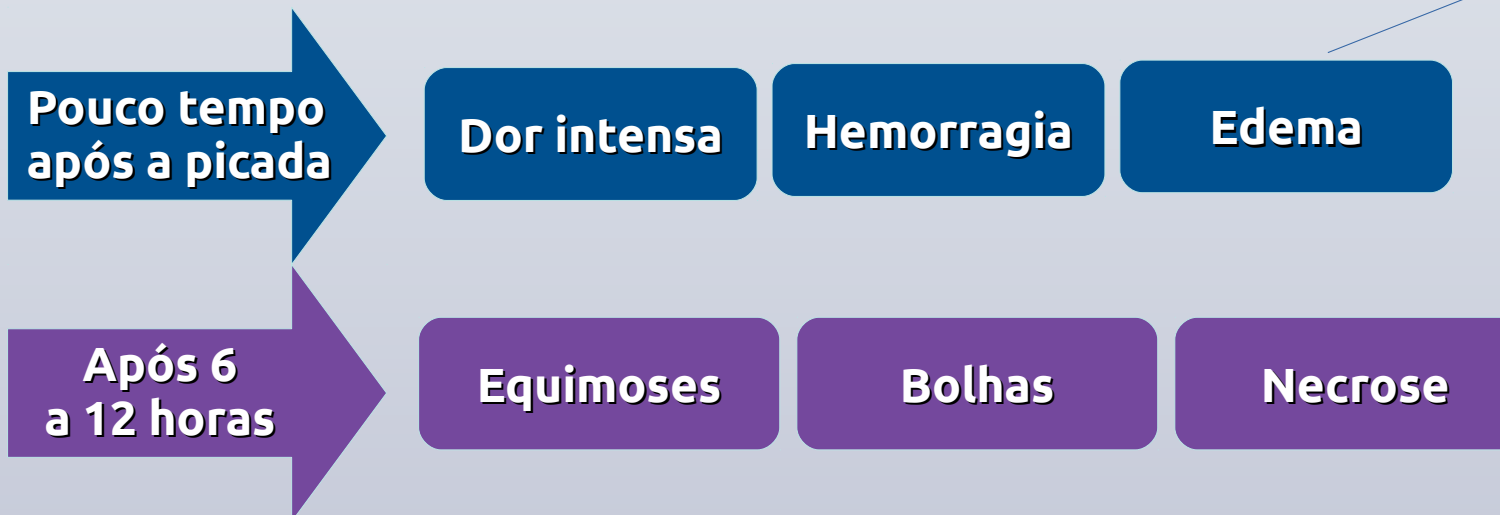 Pouco tempo
após a picada
Dor intensa
Hemorragia
Edema
Após 6
a 12 horas
Equimoses
Bolhas
Necrose